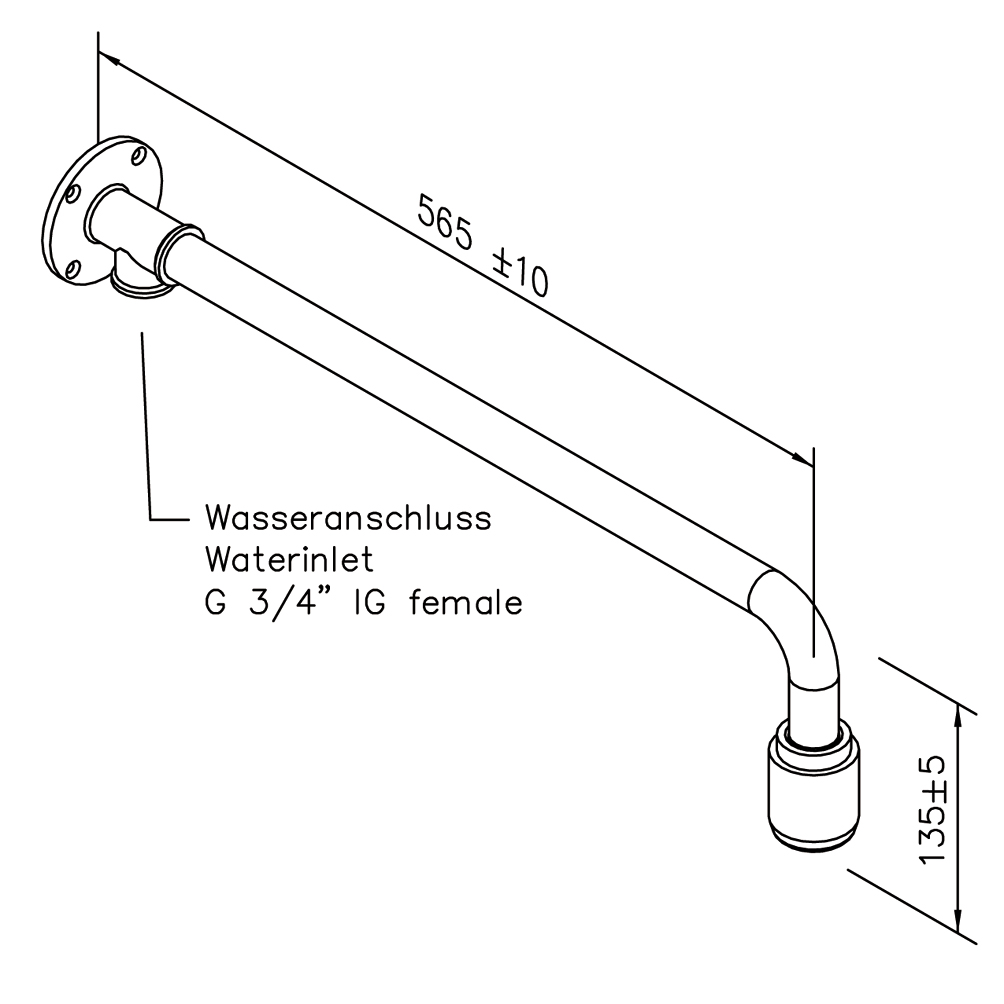 565 ±10
Wasseranschluss
Waterinlet
G 3/4” IG female
135±5